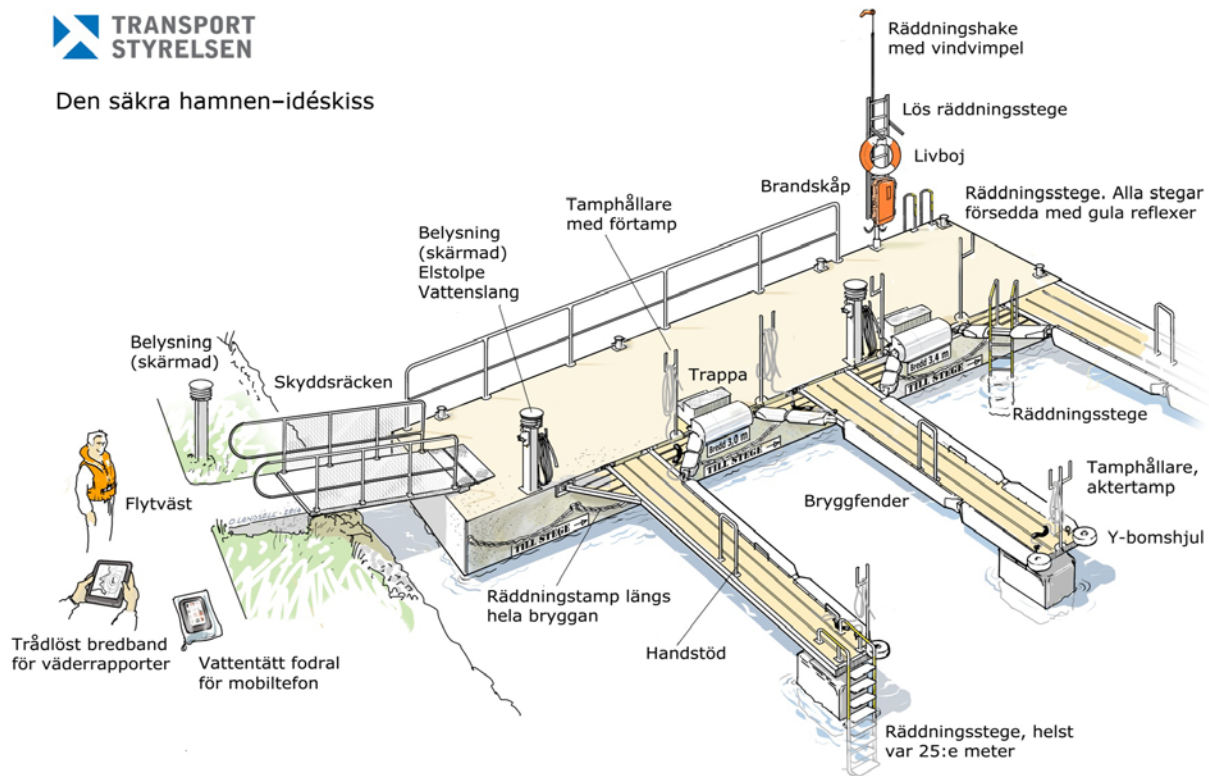 TRANSPORT
STYRELSEN
Den säkra hamnen–idéskiss
Räddningshake
med vindvimpel
Lös räddningsstege
Livboj
Brandskåp
Räddningsstege. Alla stegar
försedda med gula reflexer
Tamphållare
med förtamp
Belysning
(skärmad)
Elstolpe
Vattenslang
Belysning
(skärmad)
Skyddsräcken
Trappa
Bredd 3,4 m
TILL STEGE
Bredd 3,0 m
TILL STEGE
Räddningsstege
Flytväst
Tamphållare,
aktertamp
Bryggfender
Y-bomshjul
TILL STEGE
Räddningstamp längs
hela bryggan
Handstöd
Trådlöst bredband
för väderrapporter
Vattentätt fodral
för mobiltefon
Räddningsstege, helst
var 25:e meter